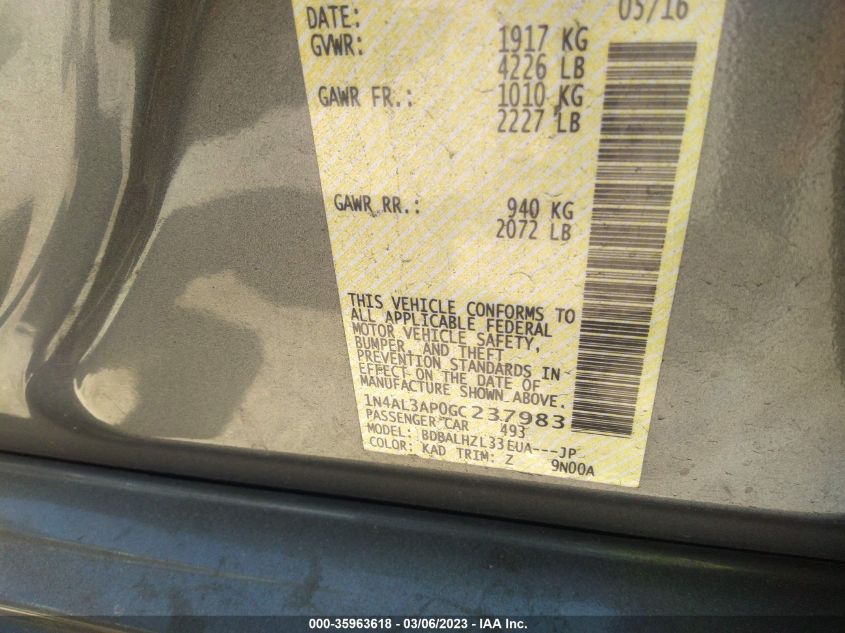 DATE: 05/16
GVWR: 1917 KG
4226 LB
GAWR FR.: 1010 KG
2227 LB
GAWR RR.: 940 KG
2072 LB
THIS VEHICLE CONFORMS TO
ALL APPLICABLE FEDERAL
MOTOR VEHICLE SAFETY,
BUMPER, AND THEFT
PREVENTION STANDARDS IN
EFFECT ON THE DATE OF
MANUFACTURE SHOWN ABOVE.
1N4AL3AP0GC237983
PASSENGER CAR 493
MODEL: BDBALHZL33EUA---JP
COLOR: KAD TRIM: Z 9N00A
000-35963618 - 03/06/2023 - IAA Inc.